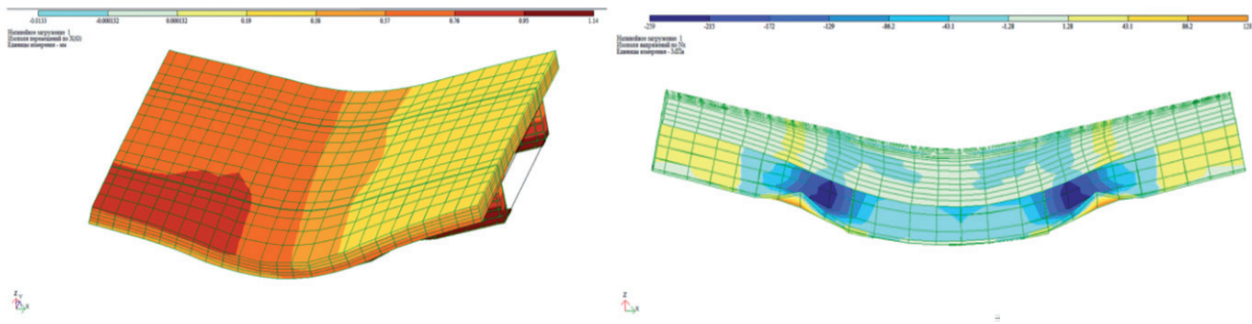 -0.0133 -0.000132 0.000132 0.19 0.38 0.57 0.76 0.95 1.14
Нелинейное загружение 1
Изополя перемещений по X(G)
Единицы измерения - мм
Z
Y
X
-259 -215 -172 -129 -86.2 -43.1 -1.28 1.28 43.1 86.2 128
Нелинейное загружение 1
Изополя напряжений по Nx
Единицы измерения - МПа
Z
X